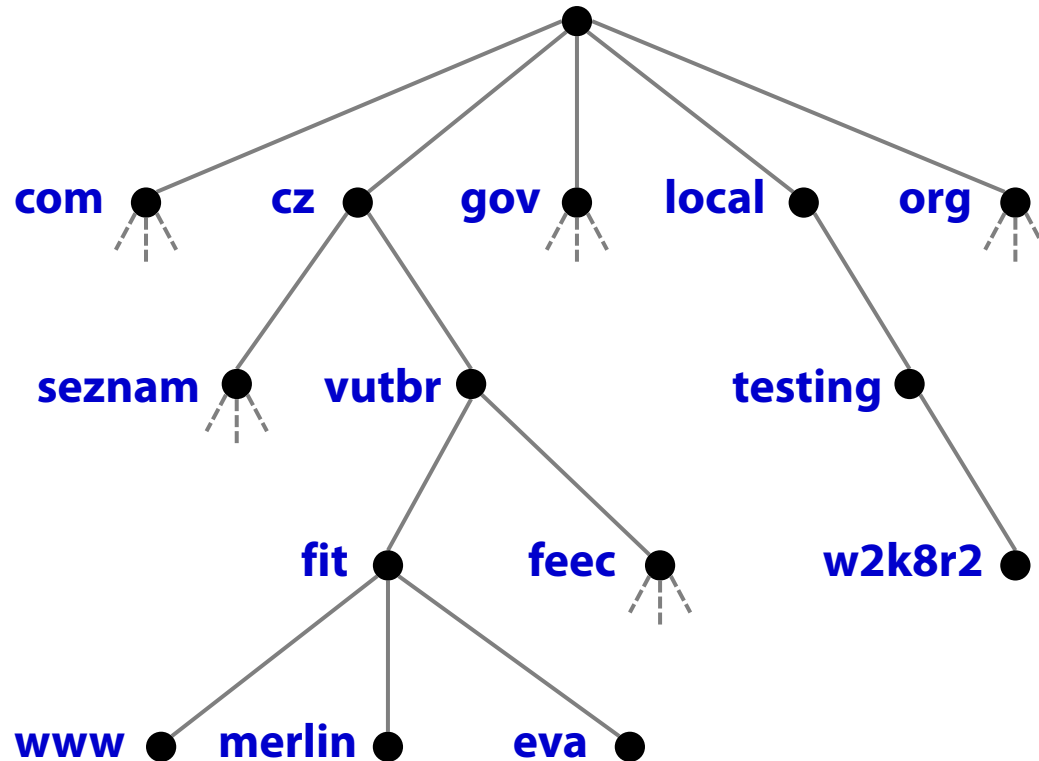 com cz gov local org
seznam vutbr testing
fit feec w2k8r2
www merlin eva